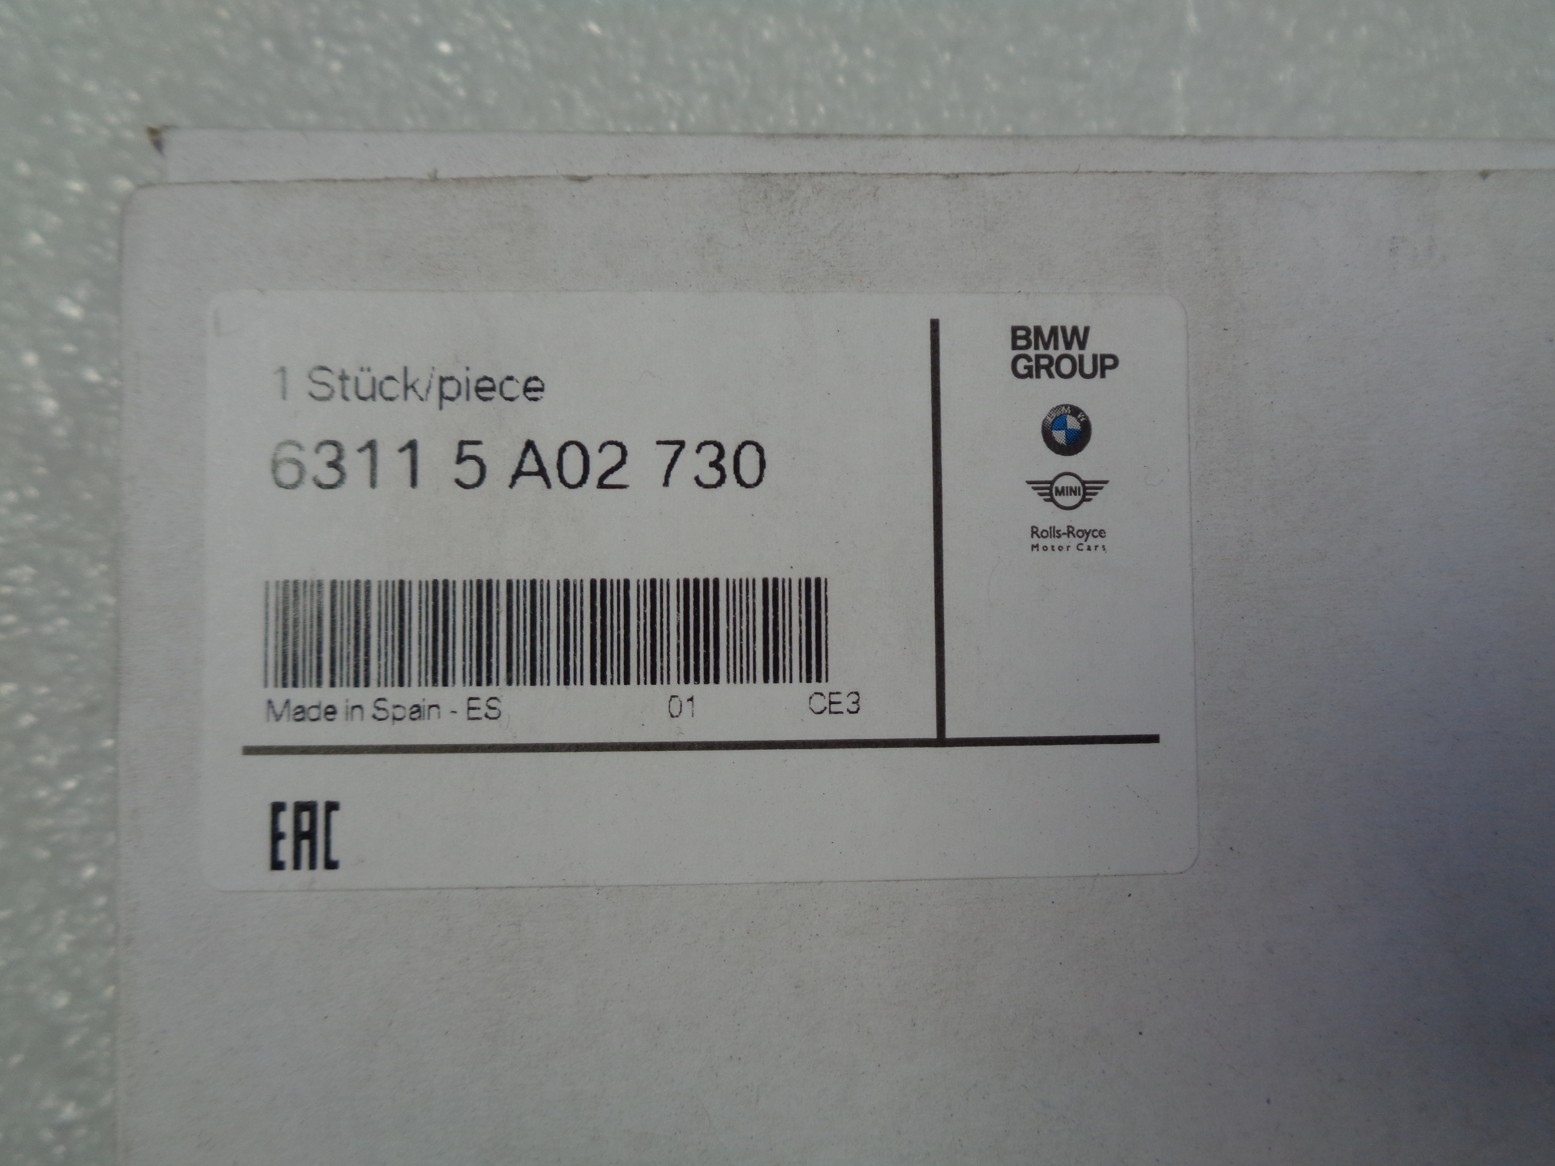 1 Stück/piece
6311 5 A02 730
Made in Spain - ES 01 CE3
EAC
BMW
GROUP
MINI
Rolls-Royce
Motor Cars